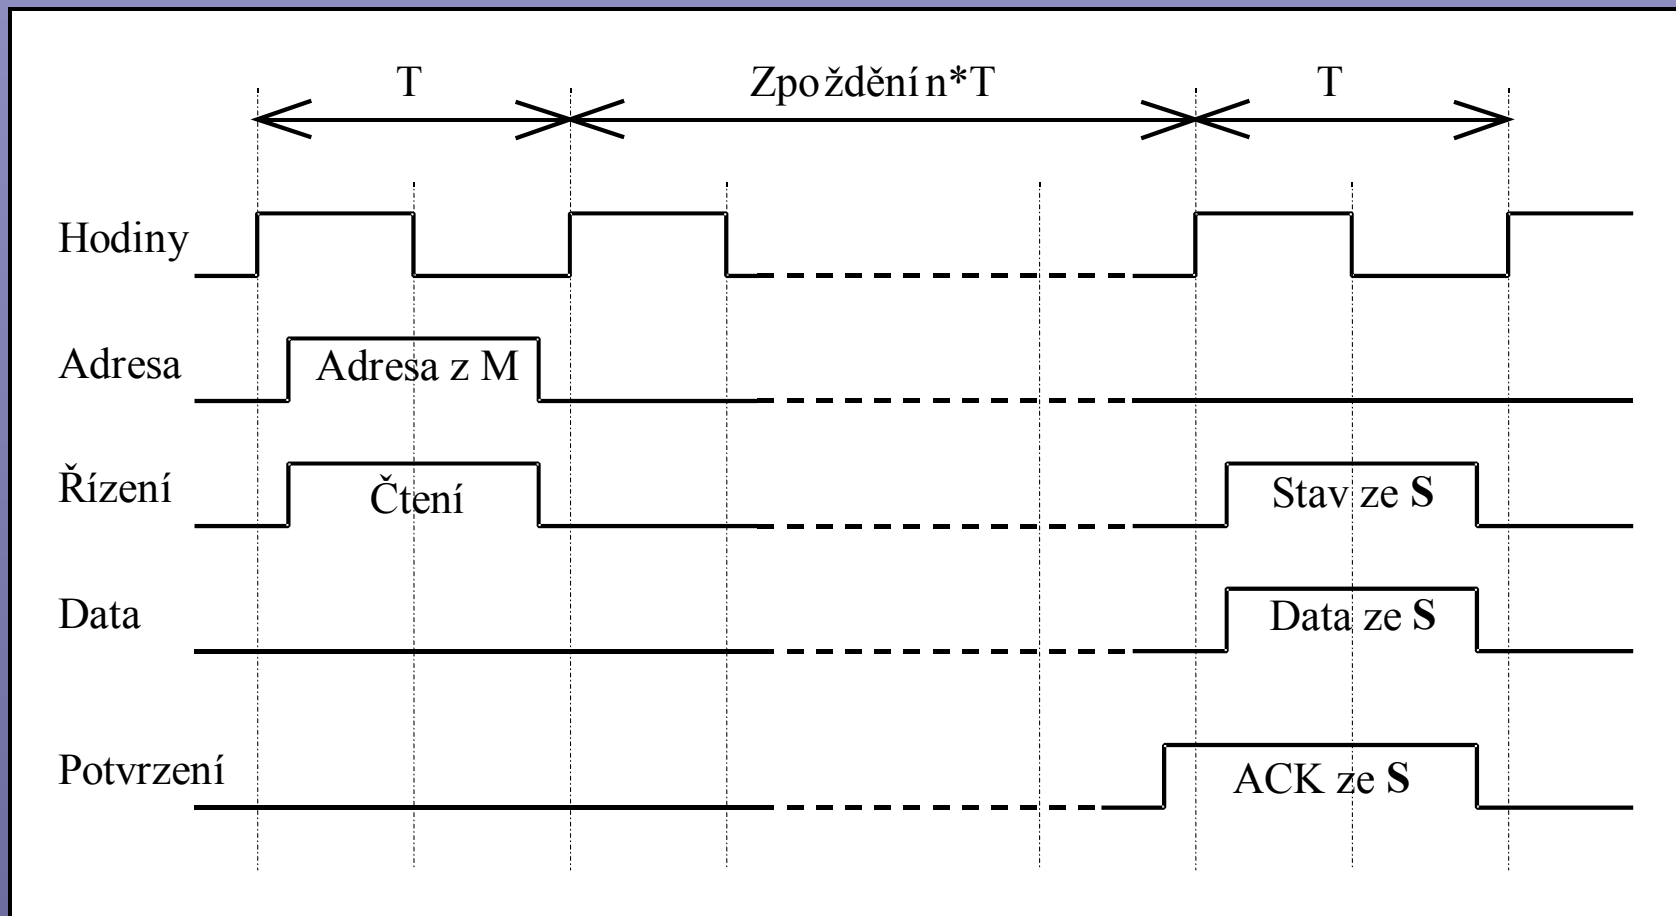 T
Zpoždění n*T
T
Hodiny
Adresa
Adresa z M
Řízení
Čtení
Stav ze S
Data
Data ze S
Potvrzení
ACK ze S